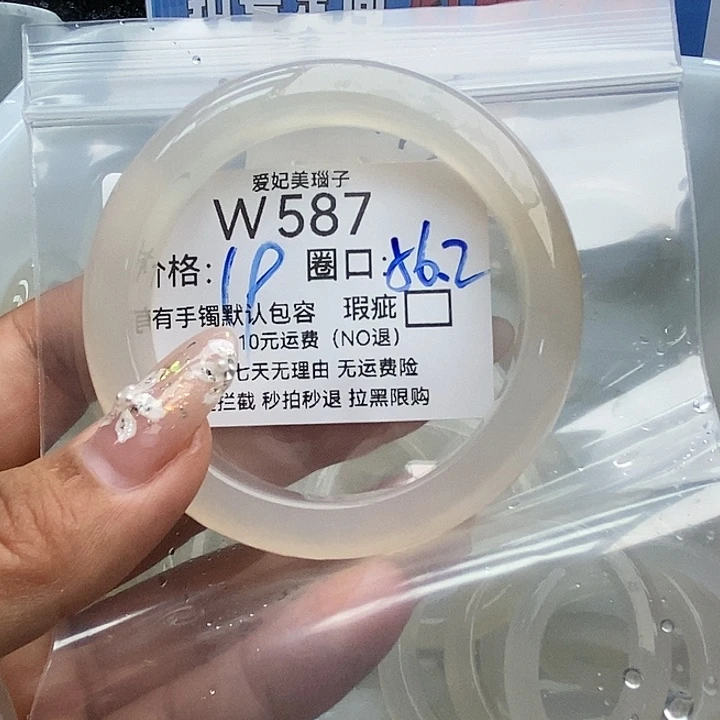 爱妃美瑙子
W587
价格:19 圈口:56.2
有手镯默认包容 瑕疵
10元运费（NO退）
七天无理由 无运费险
拦截 秒拍秒退 拉黑限购